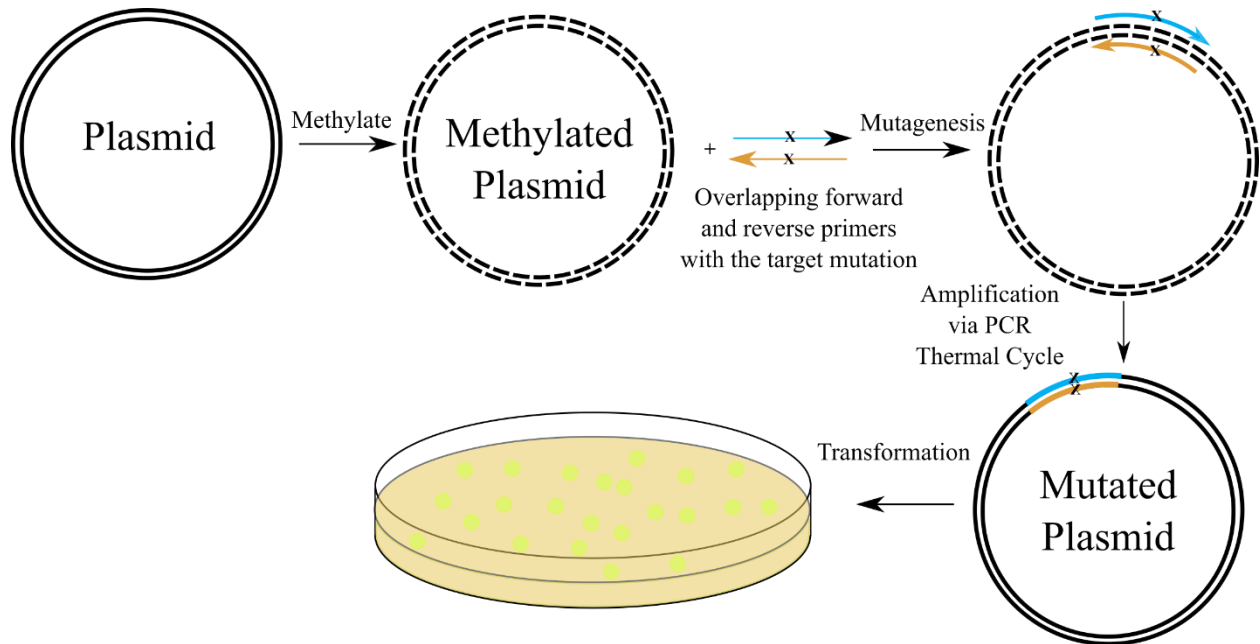 Plasmid
Methylate
Methylated
Plasmid
+
x
x
Overlapping forward
and reverse primers
with the target mutation
Mutagenesis
x
x
Amplification
via PCR
Thermal Cycle
x
x
Mutated
Plasmid
Transformation